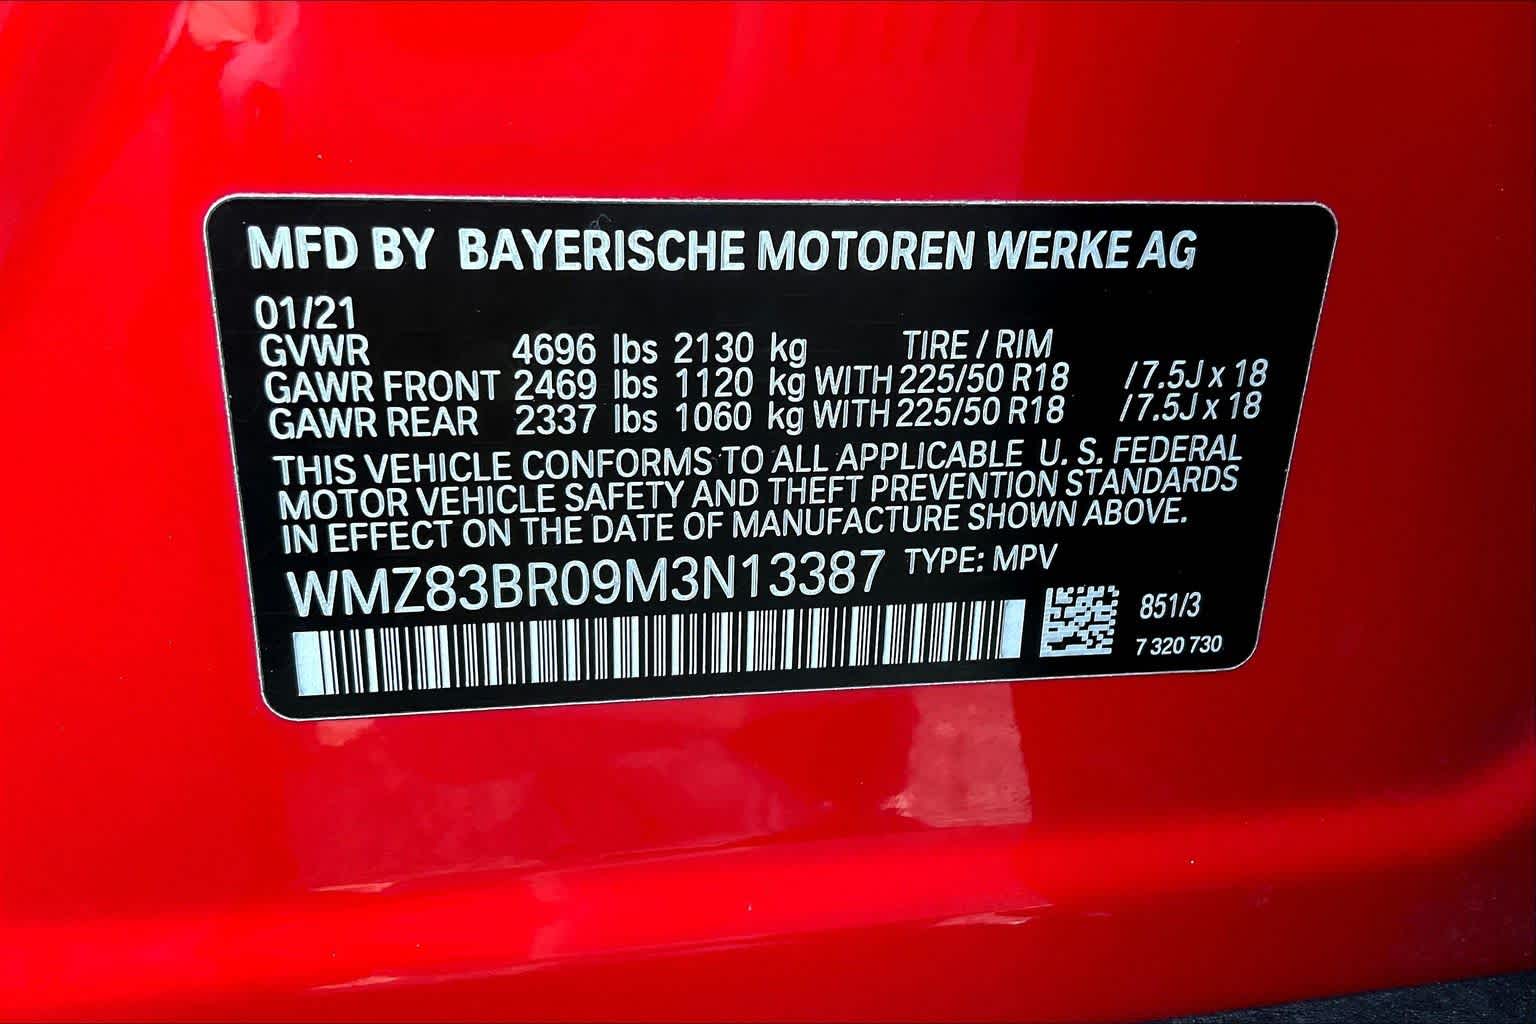 MFD BY BAYERISCHE MOTOREN WERKE AG
01/21
GVWR 4696 lbs 2130 kg TIRE / RIM
GAWR FRONT 2469 lbs 1120 kg WITH 225/50 R18 / 7.5J x 18
GAWR REAR 2337 lbs 1060 kg WITH 225/50 R18 / 7.5J x 18
THIS VEHICLE CONFORMS TO ALL APPLICABLE U. S. FEDERAL
MOTOR VEHICLE SAFETY AND THEFT PREVENTION STANDARDS
IN EFFECT ON THE DATE OF MANUFACTURE SHOWN ABOVE.
WMZ83BR09M3N13387 TYPE: MPV
851/3
7 320 730